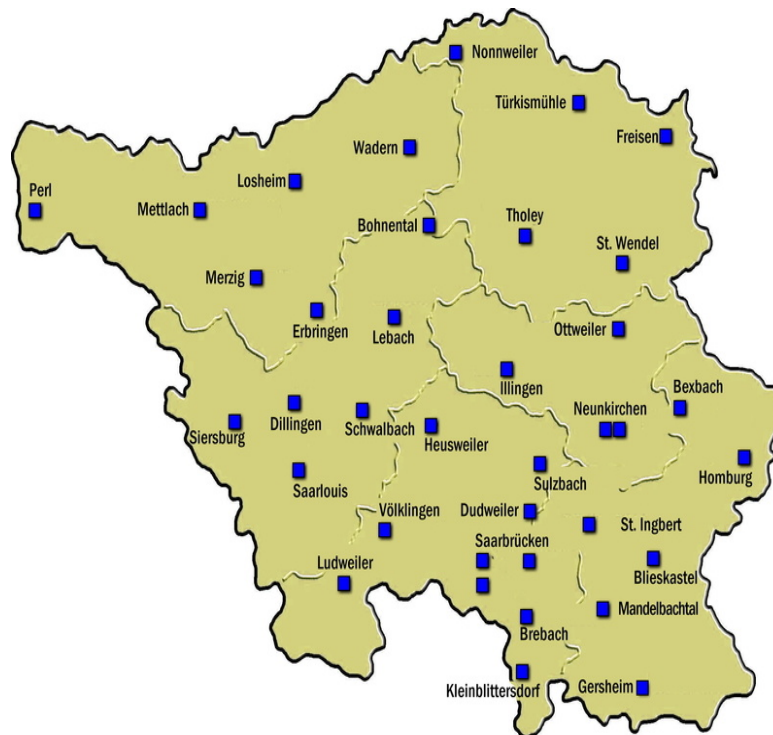 Nonnweiler
Türkismühle
Freisen
Wadern
Losheim
Perl
Mettlach
Tholey
Bohnental
St. Wendel
Merzig
Erbringen
Lebach
Ottweiler
Illingen
Bexbach
Dillingen
Schwalbach
Neunkirchen
Siersburg
Heusweiler
Saarlouis
Sulzbach
Homburg
Völklingen
Dudweiler
St. Ingbert
Saarbrücken
Ludweiler
Blieskastel
Mandelbachtal
Brebach
Kleinblittersdorf
Gersheim